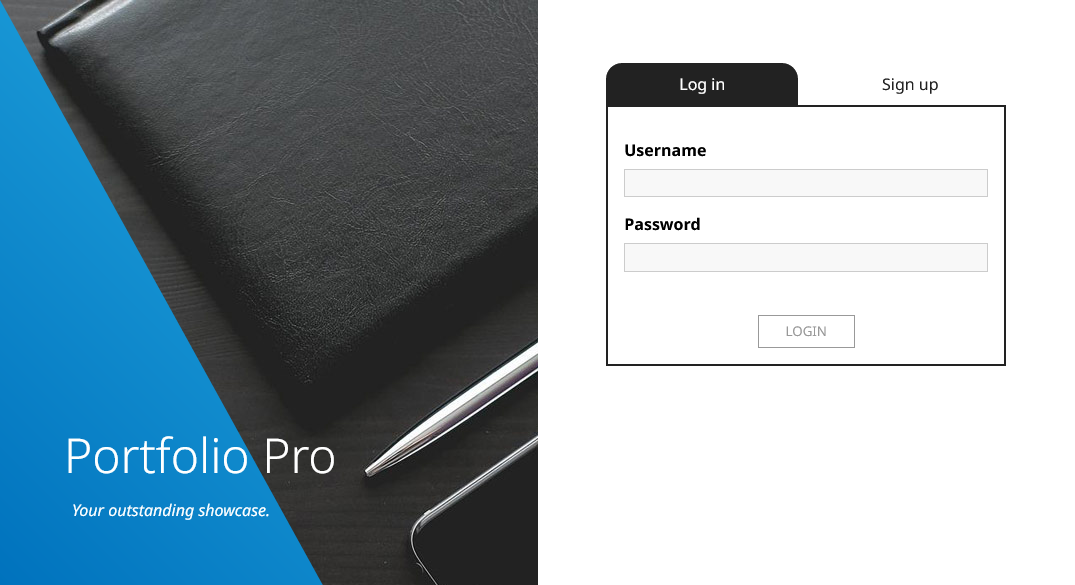 Portfolio Pro
Your outstanding showcase.
Log in
Sign up
Username
Password
LOGIN